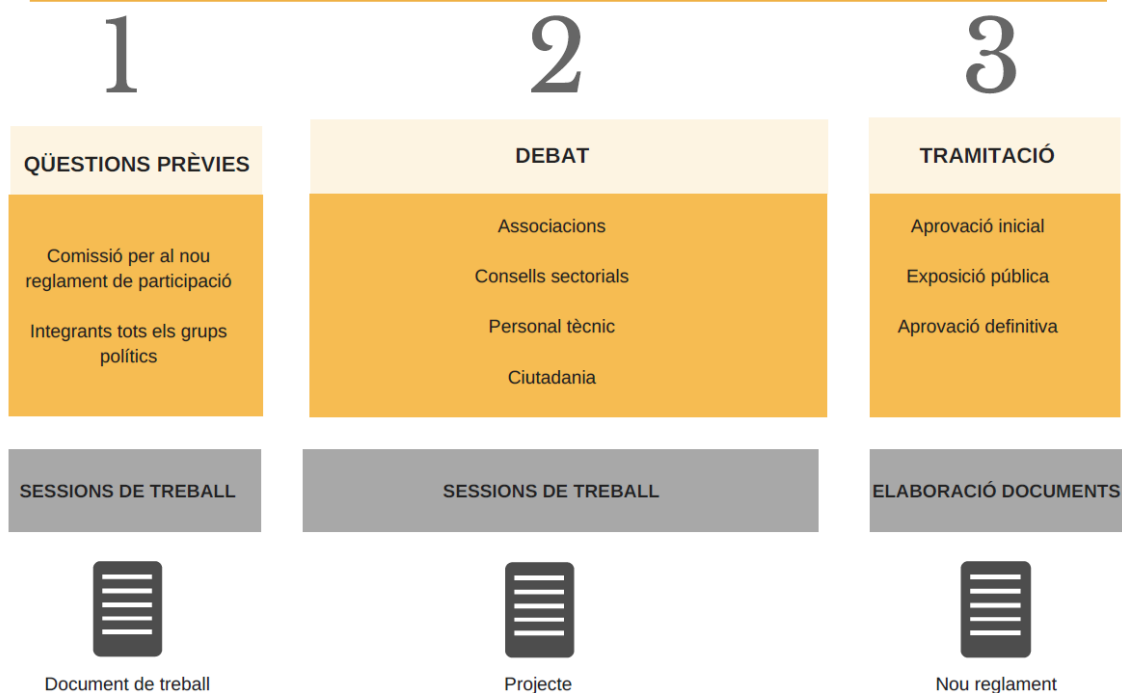 1
QÜESTIONS PRÈVIES
Comissió per al nou
reglament de participació
Integrants tots els grups
polítics
SESSIONS DE TREBALL
Document de treball
2
DEBAT
Associacions
Consells sectorials
Personal tècnic
Ciutadania
SESSIONS DE TREBALL
Projecte
3
TRAMITACIÓ
Aprovació inicial
Exposició pública
Aprovació definitiva
ELABORACIÓ DOCUMENTS
Nou reglament